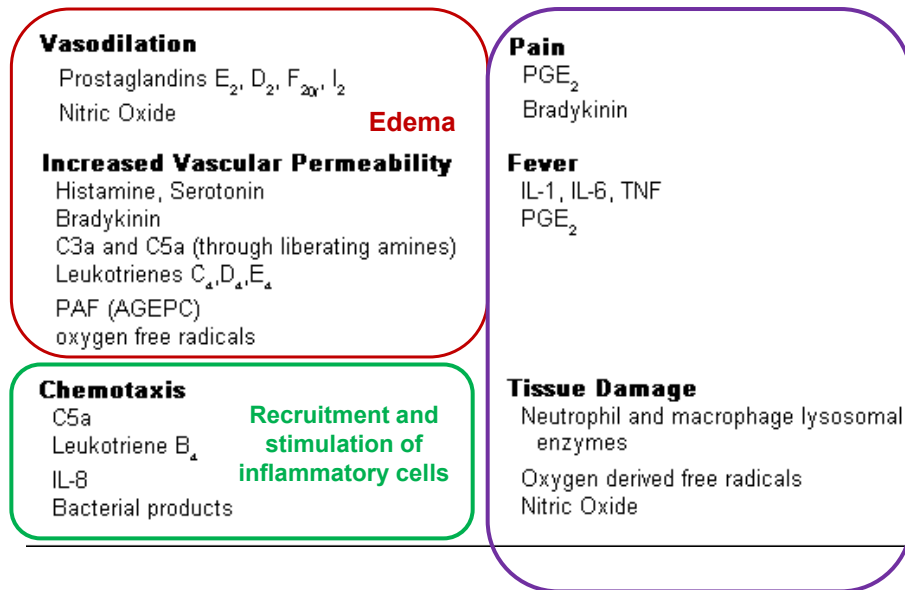 Vasodilation
Prostaglandins E₂, D₂, F₂α, I₂
Nitric Oxide
Edema
Increased Vascular Permeability
Histamine, Serotonin
Bradykinin
C3a and C5a (through liberating amines)
Leukotrienes C₄,D₄,E₄
PAF (AGEPC)
oxygen free radicals
Chemotaxis
C5a
Leukotriene B₄
IL-8
Bacterial products
Recruitment and
stimulation of
inflammatory cells
Pain
PGE₂
Bradykinin
Fever
IL-1, IL-6, TNF
PGE₂
Tissue Damage
Neutrophil and macrophage lysosomal
enzymes
Oxygen derived free radicals
Nitric Oxide